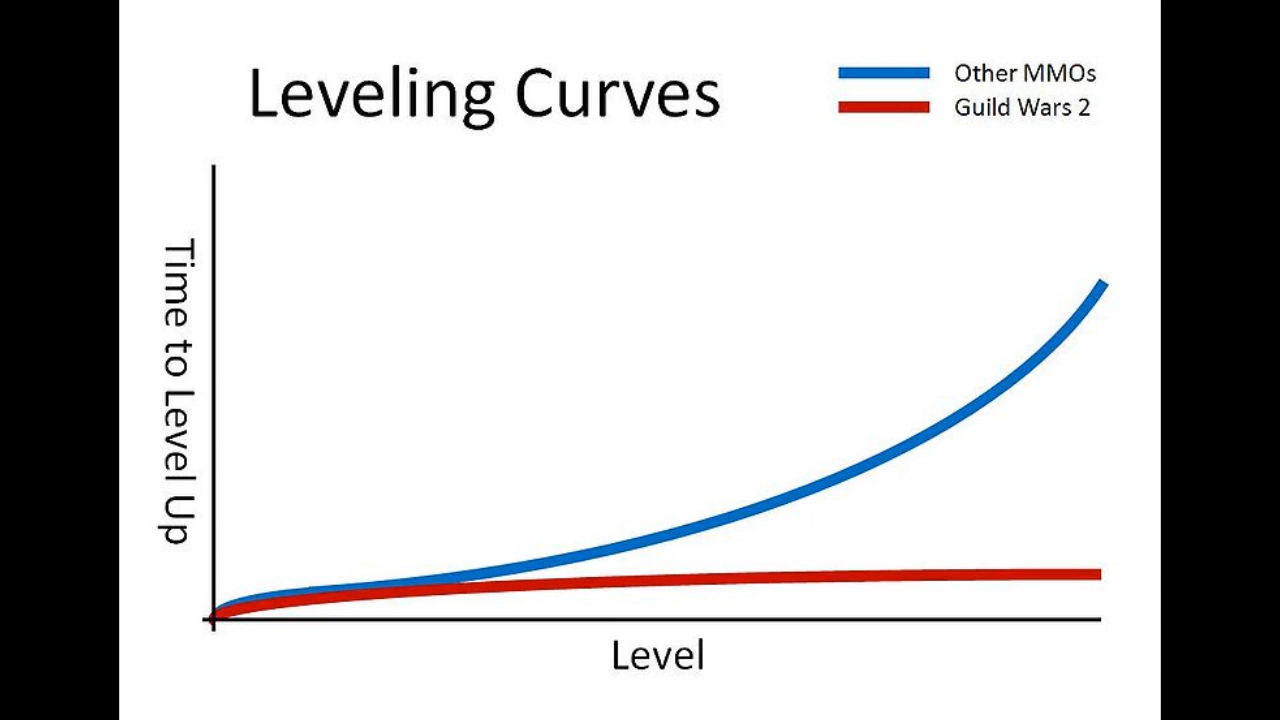 Leveling Curves
Other MMOs
Guild Wars 2
Time to Level Up
Level